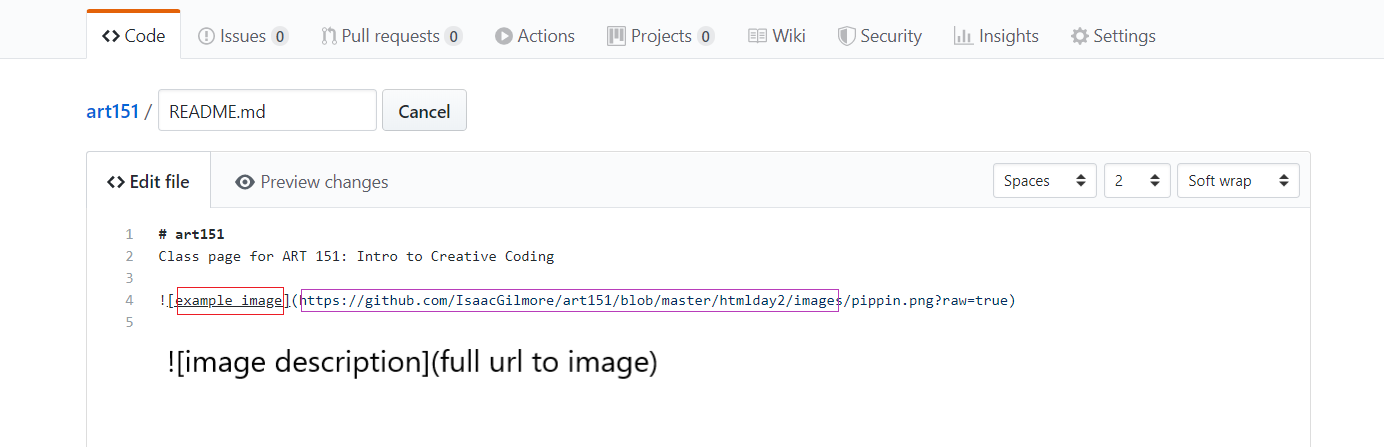 Code Issues 0 Pull requests 0 Actions Projects 0 Wiki Security Insights Settings
art151 / README.md Cancel
Edit file Preview changes Spaces 2 Soft wrap
1 # art151
2 Class page for ART 151: Intro to Creative Coding
3
4 ![example image](https://github.com/IsaacGilmore/art151/blob/master/htmlday2/images/pippin.png?raw=true)
5
![image description](full url to image)